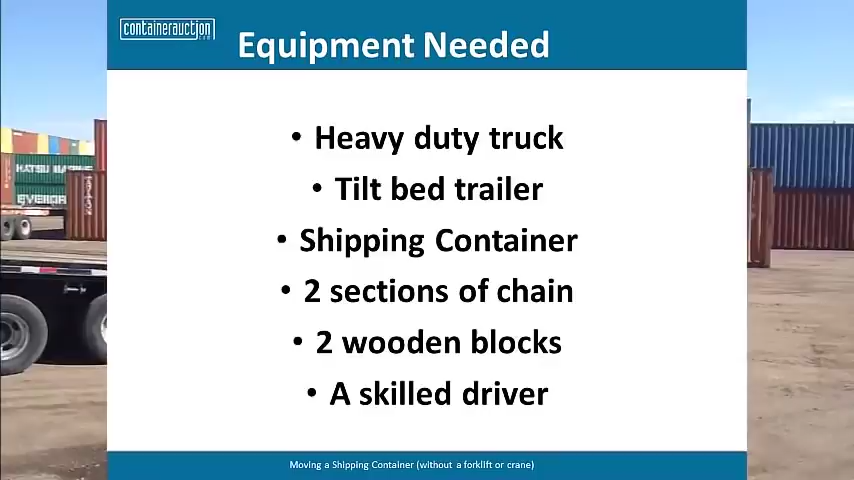 containerauction
.com
Equipment Needed
• Heavy duty truck
• Tilt bed trailer
• Shipping Container
• 2 sections of chain
• 2 wooden blocks
• A skilled driver
Moving a Shipping Container (without a forklift or crane)